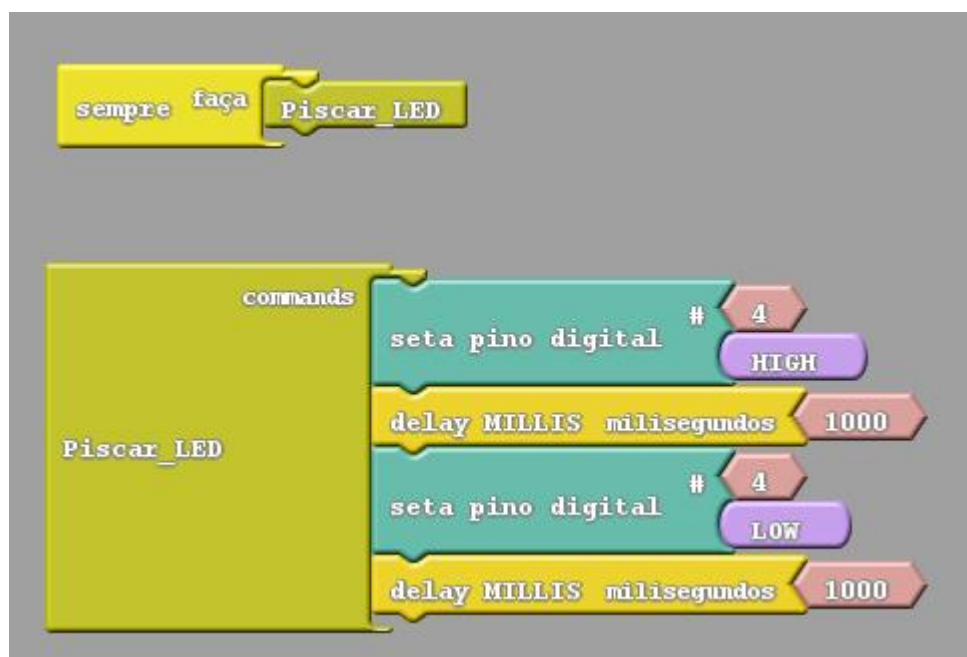 sempre faça Piscar_LED
commands
seta pino digital # 4
HIGH
delay MILLIS milisegundos 1000
Piscar_LED
seta pino digital # 4
LOW
delay MILLIS milisegundos 1000